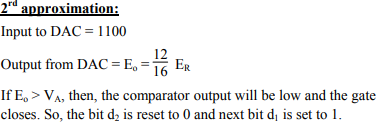 2rd approximation:
Input to DAC = 1100
Output from DAC = Eo = 12/16 ER
If Eo > VA, then, the comparator output will be low and the gate
closes. So, the bit d2 is reset to 0 and next bit d1 is set to 1.